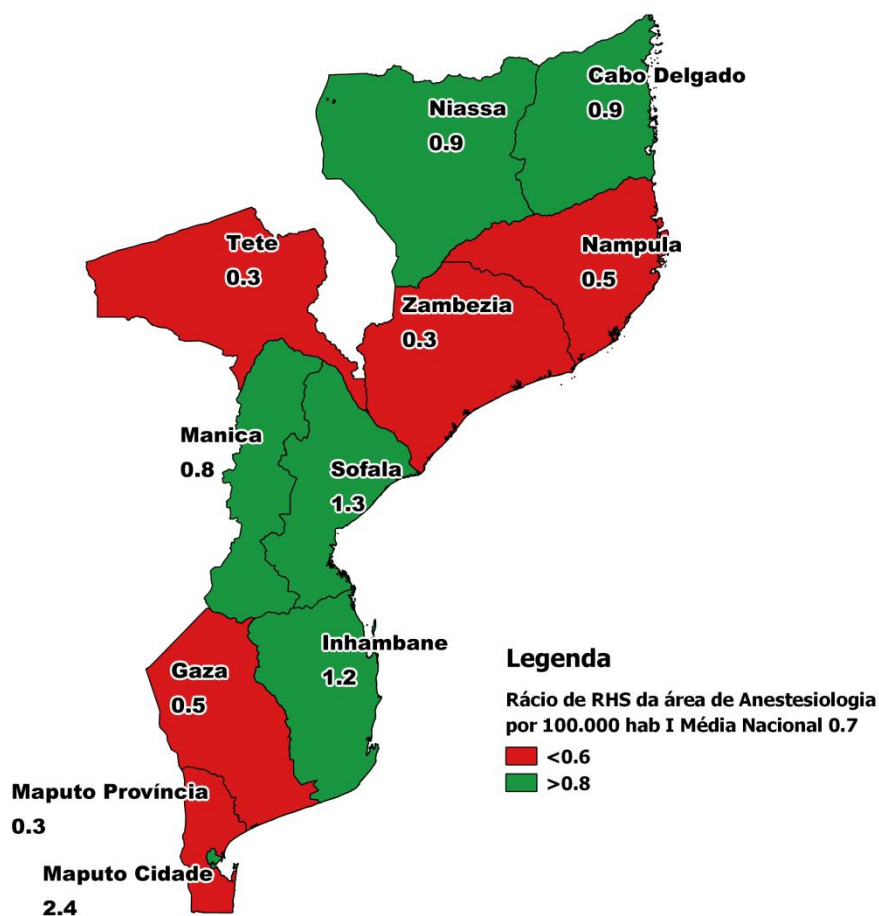 Cabo Delgado
0.9
Niassa
0.9
Nampula
0.5
Tete
0.3
Zambezia
0.3
Manica
0.8
Sofala
1.3
Inhambane
1.2
Gaza
0.5
Maputo Província
0.3
Maputo Cidade
2.4
Legenda
Rácio de RHS da área de Anestesiologia
por 100.000 hab I Média Nacional 0.7
<0.6
>0.8